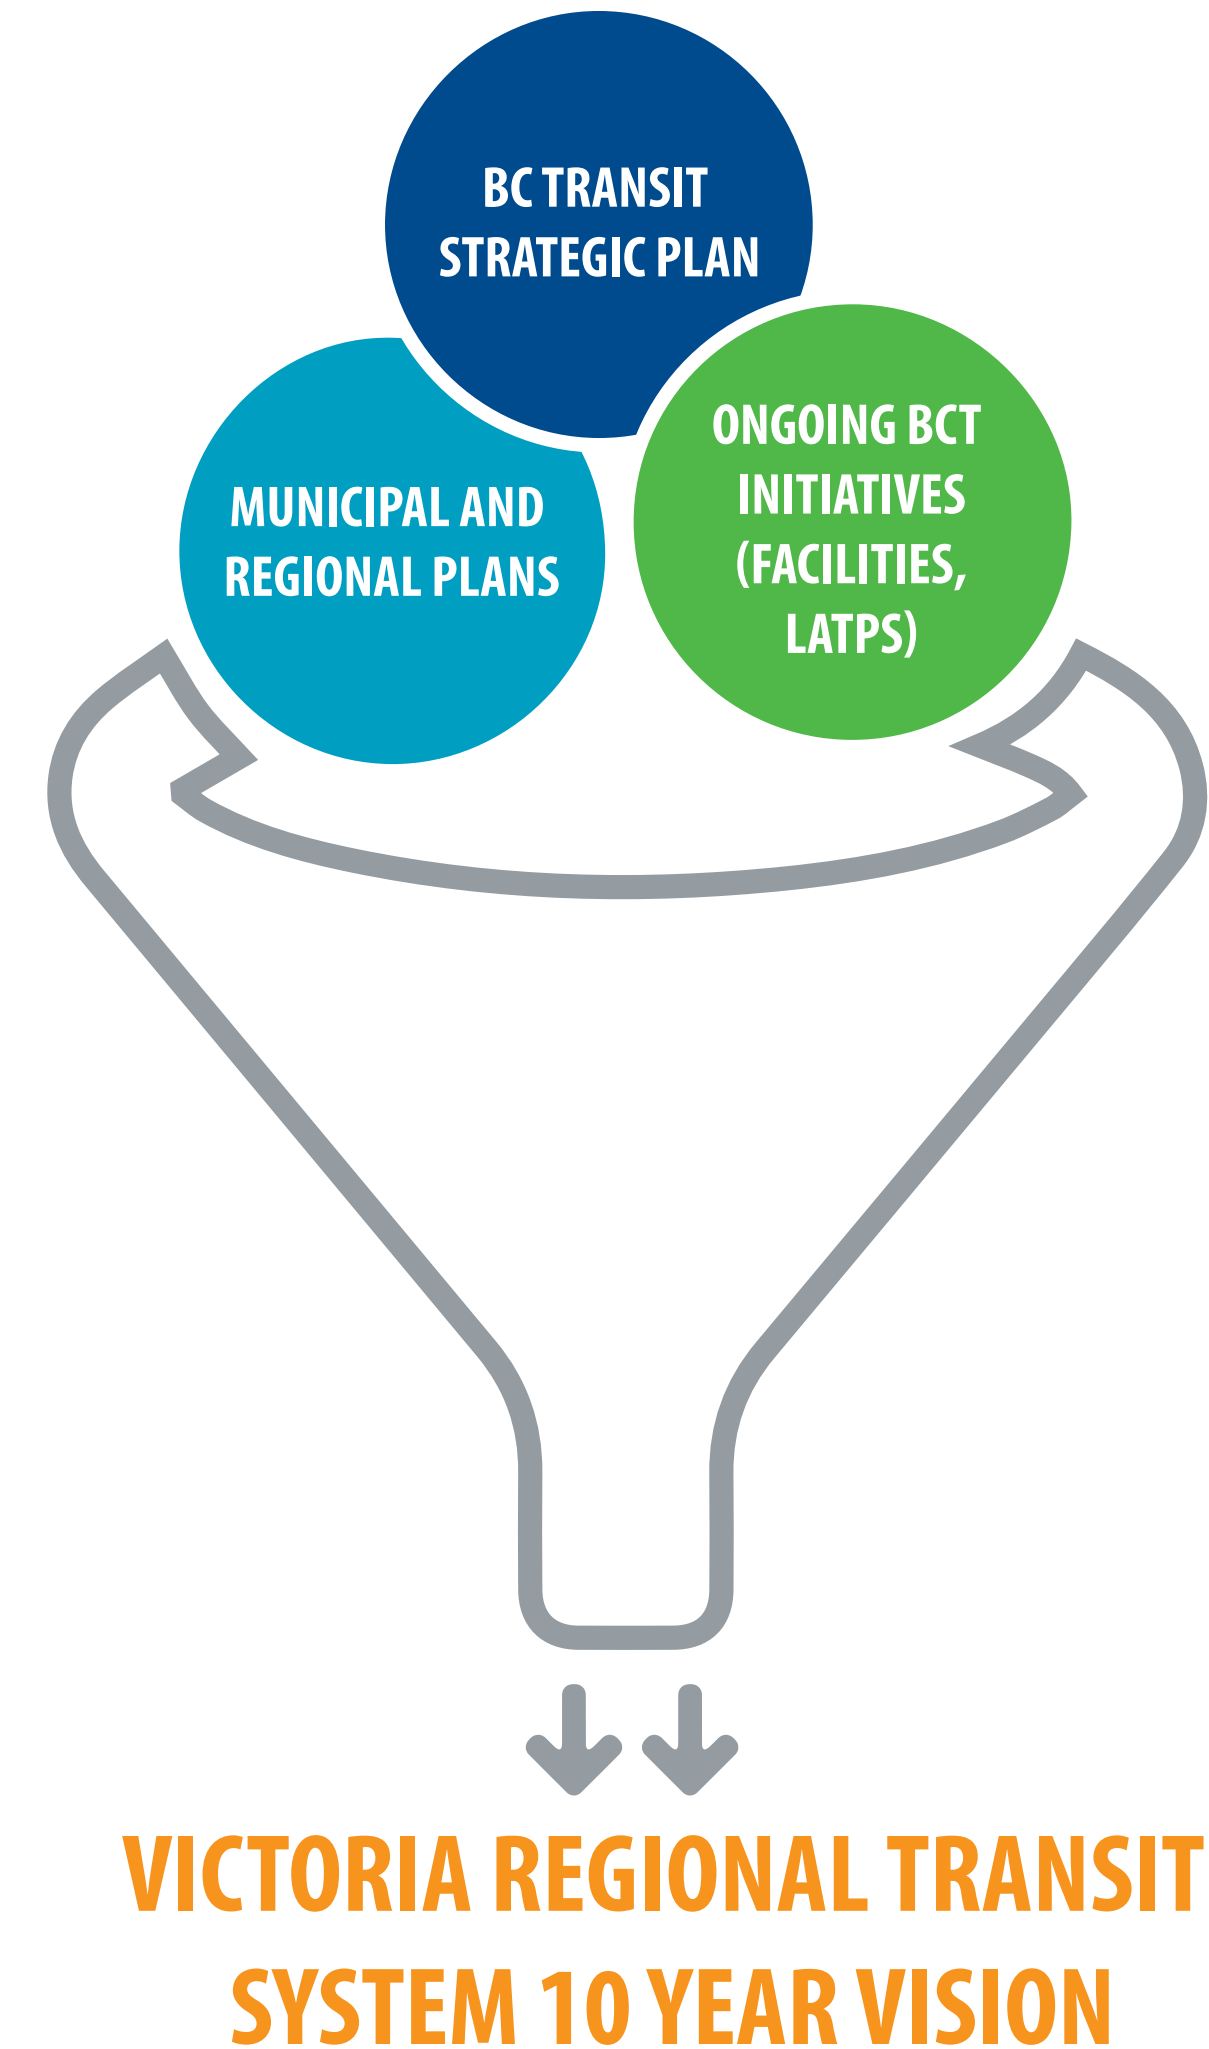 BC TRANSIT
STRATEGIC PLAN
MUNICIPAL AND
REGIONAL PLANS
ONGOING BCT
INITIATIVES
(FACILITIES,
LATPS)
VICTORIA REGIONAL TRANSIT
SYSTEM 10 YEAR VISION